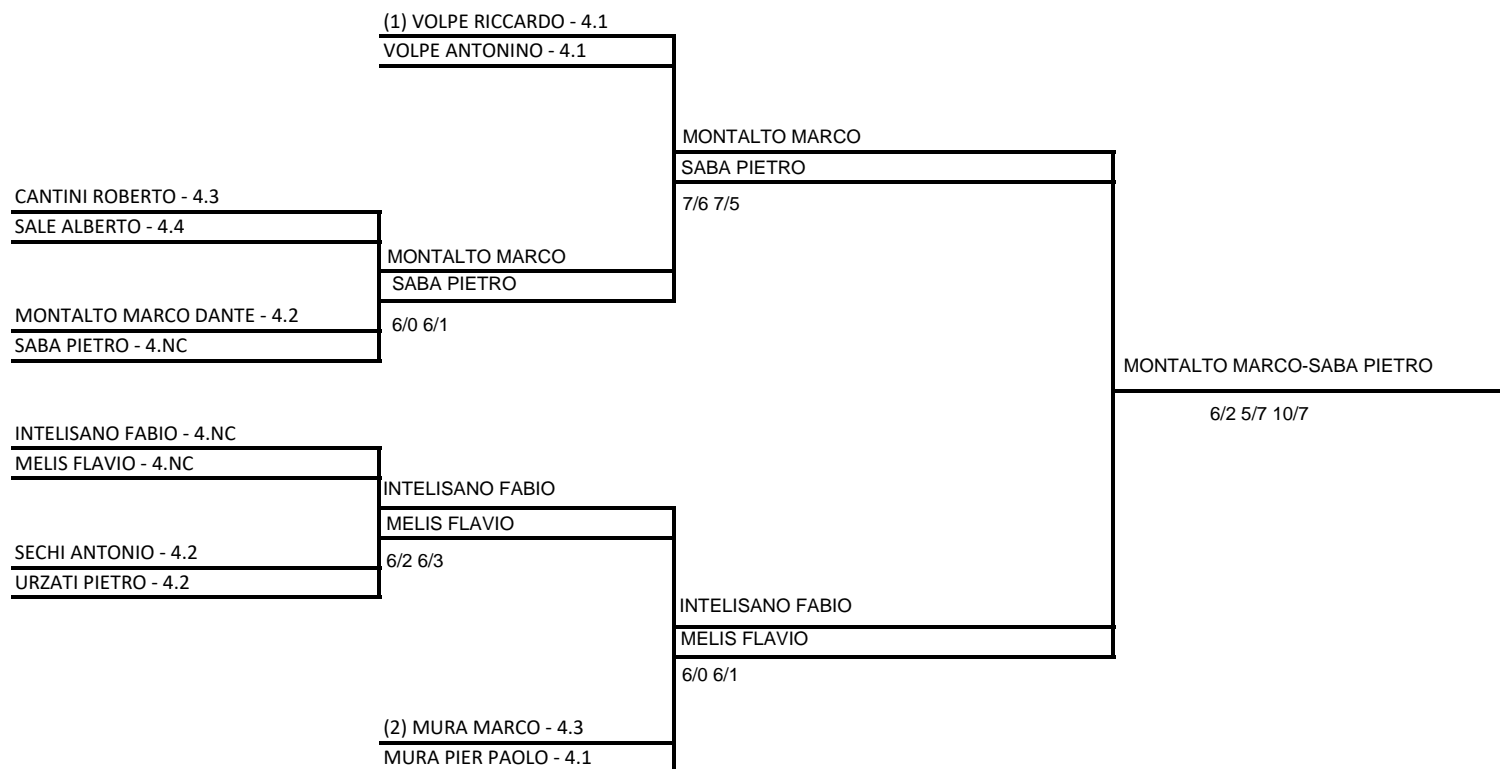 (1) VOLPE RICCARDO - 4.1
VOLPE ANTONINO - 4.1
MONTALTO MARCO
SABA PIETRO
7/6 7/5
CANTINI ROBERTO - 4.3
SALE ALBERTO - 4.4
MONTALTO MARCO
SABA PIETRO
6/0 6/1
MONTALTO MARCO DANTE - 4.2
SABA PIETRO - 4.NC
MONTALTO MARCO-SABA PIETRO
6/2 5/7 10/7
INTELISANO FABIO - 4.NC
MELIS FLAVIO - 4.NC
INTELISANO FABIO
MELIS FLAVIO
6/2 6/3
SECHI ANTONIO - 4.2
URZATI PIETRO - 4.2
INTELISANO FABIO
MELIS FLAVIO
6/0 6/1
(2) MURA MARCO - 4.3
MURA PIER PAOLO - 4.1